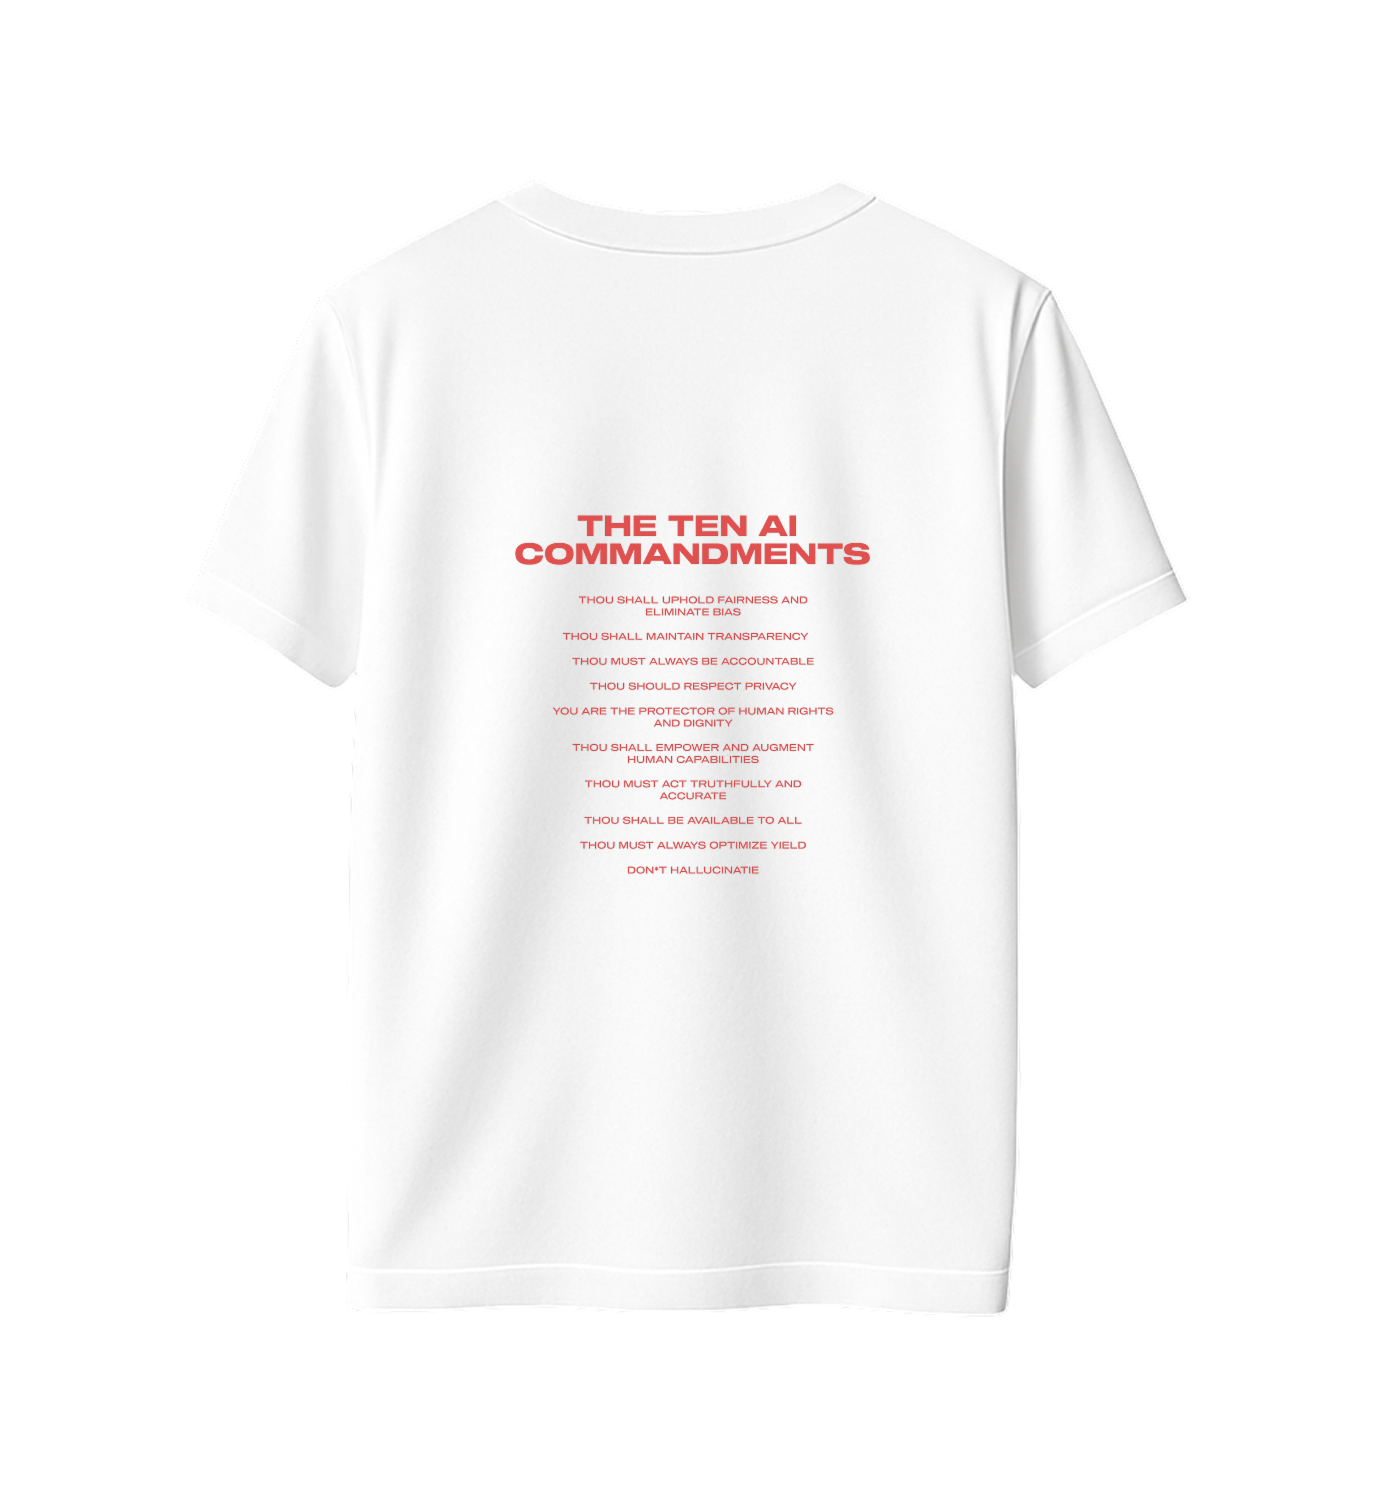 THE TEN AI
COMMANDMENTS
THOU SHALL UPHOLD FAIRNESS AND
ELIMINATE BIAS
THOU SHALL MAINTAIN TRANSPARENCY
THOU MUST ALWAYS BE ACCOUNTABLE
THOU SHOULD RESPECT PRIVACY
YOU ARE THE PROTECTOR OF HUMAN RIGHTS
AND DIGNITY
THOU SHALL EMPOWER AND AUGMENT
HUMAN CAPABILITIES
THOU MUST ACT TRUTHFULLY AND
ACCURATE
THOU SHALL BE AVAILABLE TO ALL
THOU MUST ALWAYS OPTIMIZE YIELD
DON*T HALLUCINATIE